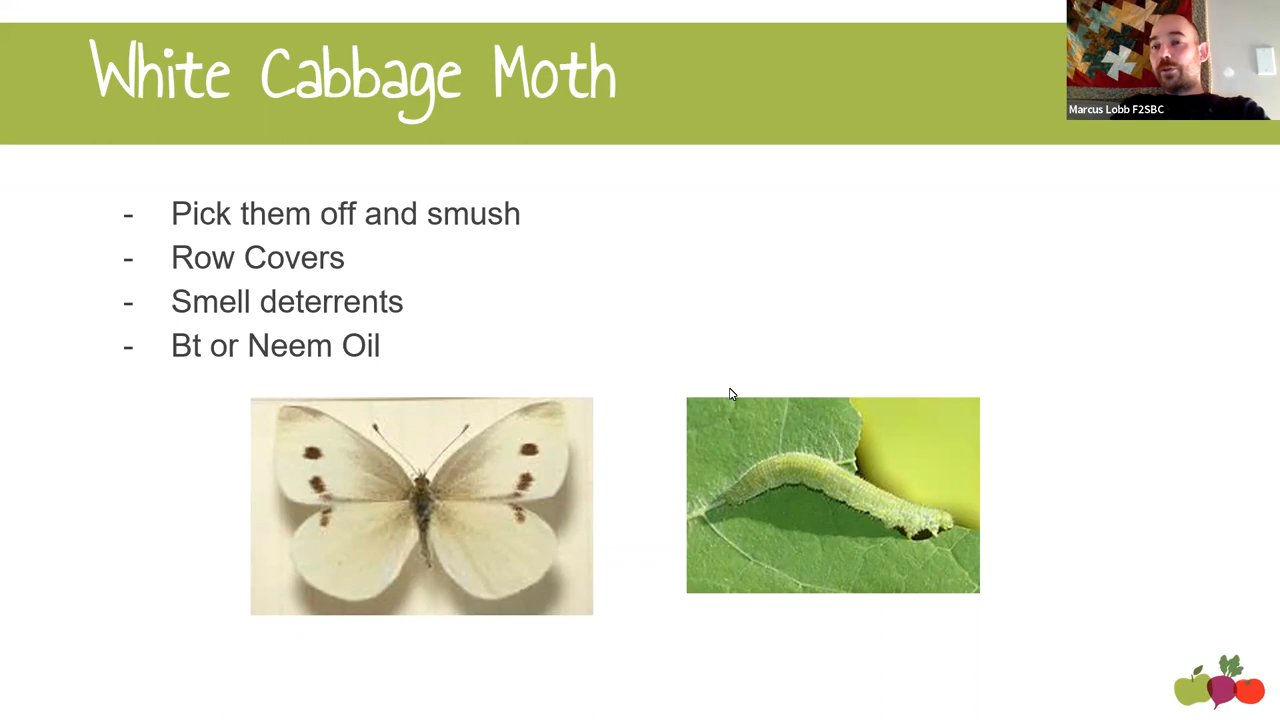 White Cabbage Moth
Marcus Lobb F2SBC
- Pick them off and smush
- Row Covers
- Smell deterrents
- Bt or Neem Oil